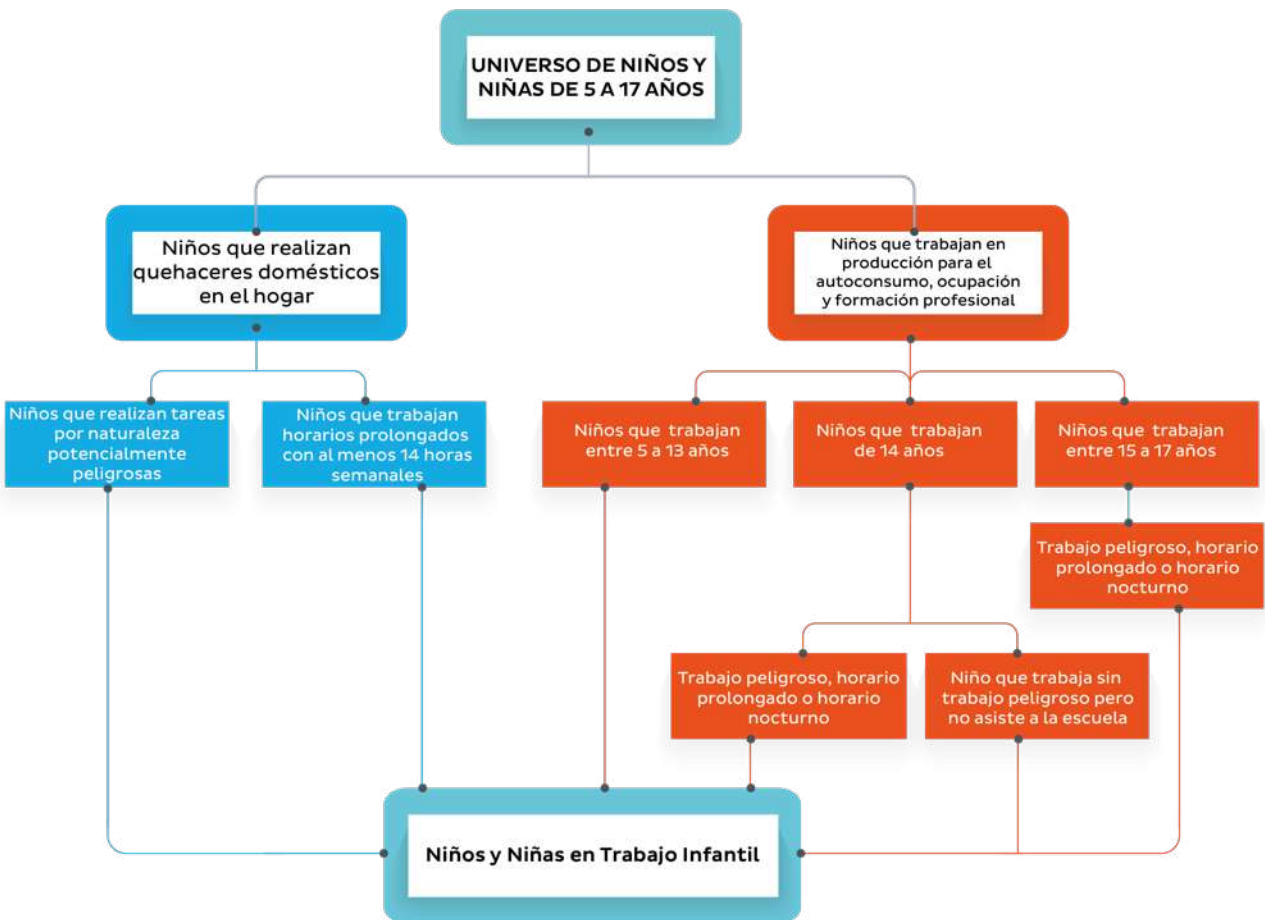 UNIVERSO DE NIÑOS Y
NIÑAS DE 5 A 17 AÑOS
Niños que realizan
quehaceres domésticos
en el hogar
Niños que trabajan en
producción para el
autoconsumo, ocupación
y formación profesional
Niños que realizan tareas
por naturaleza
potencialmente
peligrosas
Niños que trabajan
horarios prolongados
con al menos 14 horas
semanales
Niños que trabajan
entre 5 a 13 años
Niños que trabajan
de 14 años
Niños que trabajan
entre 15 a 17 años
Trabajo peligroso, horario
prolongado o horario
nocturno
Trabajo peligroso, horario
prolongado o horario
nocturno
Niño que trabaja sin
trabajo peligroso pero
no asiste a la escuela
Niños y Niñas en Trabajo Infantil